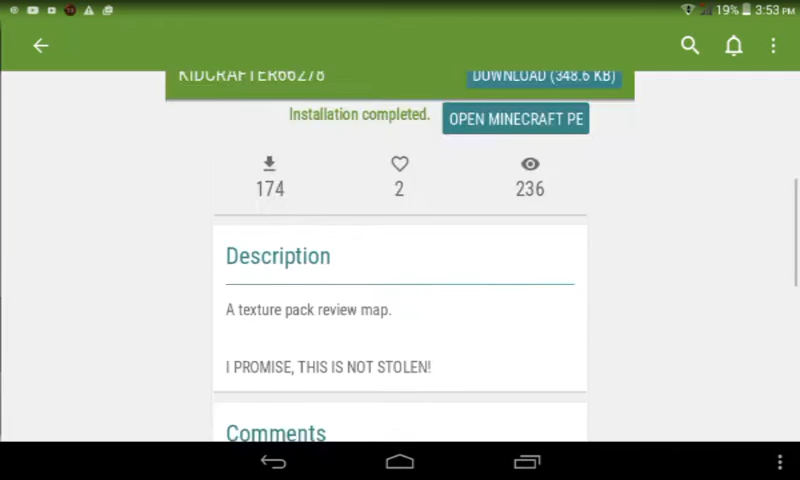 19% 3:53 PM
KIDCRAFTER66278 DOWNLOAD (348.6 KB)
Installation completed. OPEN MINECRAFT PE
174 2 236
Description
A texture pack review map.
I PROMISE, THIS IS NOT STOLEN!
Comments